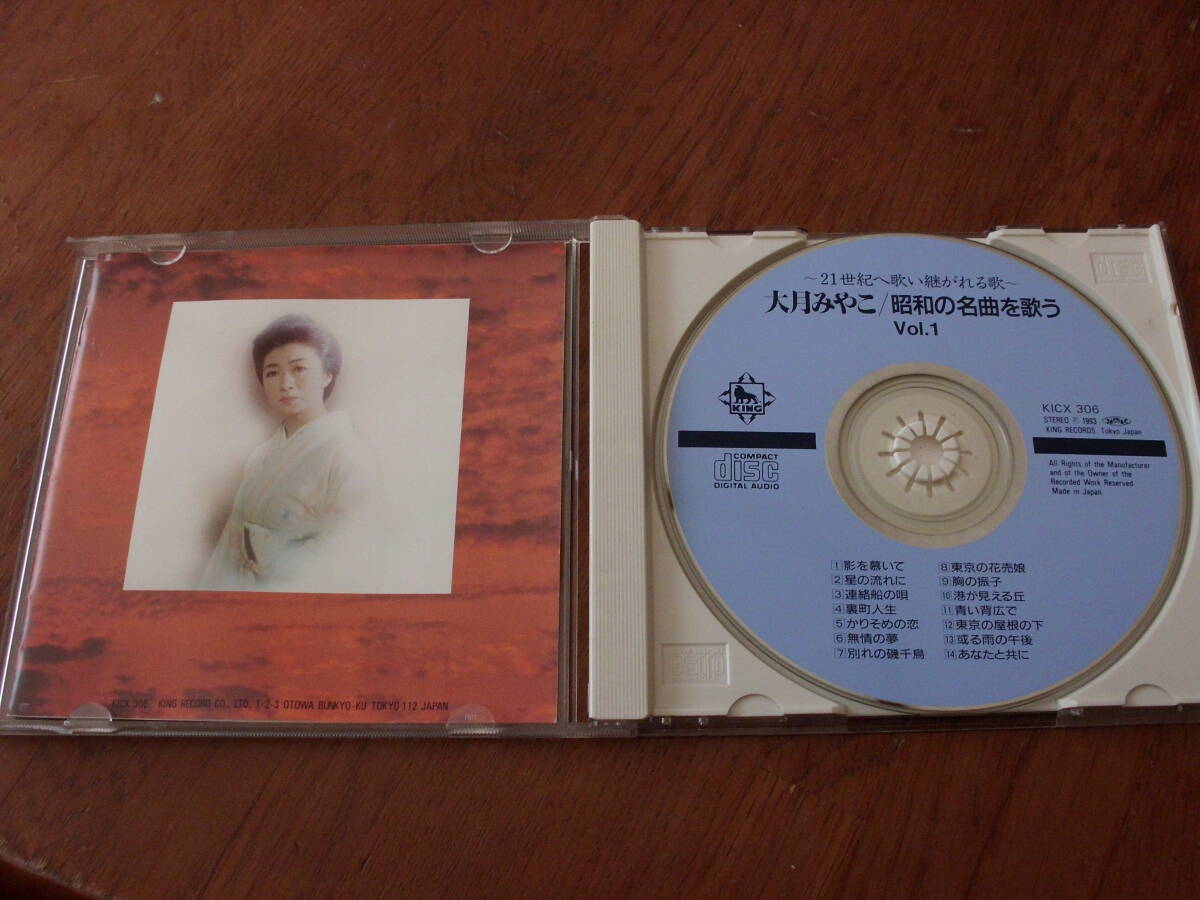 KICX 306 KING RECORD CO., LTD. 1-2-3 OTOWA BUNKYO-KU TOKYO 112 JAPAN
～21世紀へ歌い継がれる歌～
大月みやこ/昭和の名曲を歌う
Vol.1
KING
COMPACT
disc
DIGITAL AUDIO
KICX 306
STEREO Ⓟ 1993
KING RECORDS. Tokyo Japan
All Rights of the Manufacturer
and of the Owner of the
Recorded Work Reserved.
Made in Japan.
1 影を慕いて
2 星の流れに
3 連絡船の唄
4 裏町人生
5 かりそめの恋
6 無情の夢
7 別れの磯千鳥
8 東京の花売娘
9 胸の振子
10 港が見える丘
11 青い背広で
12 東京の屋根の下
13 或る雨の午後
14 あなたと共に